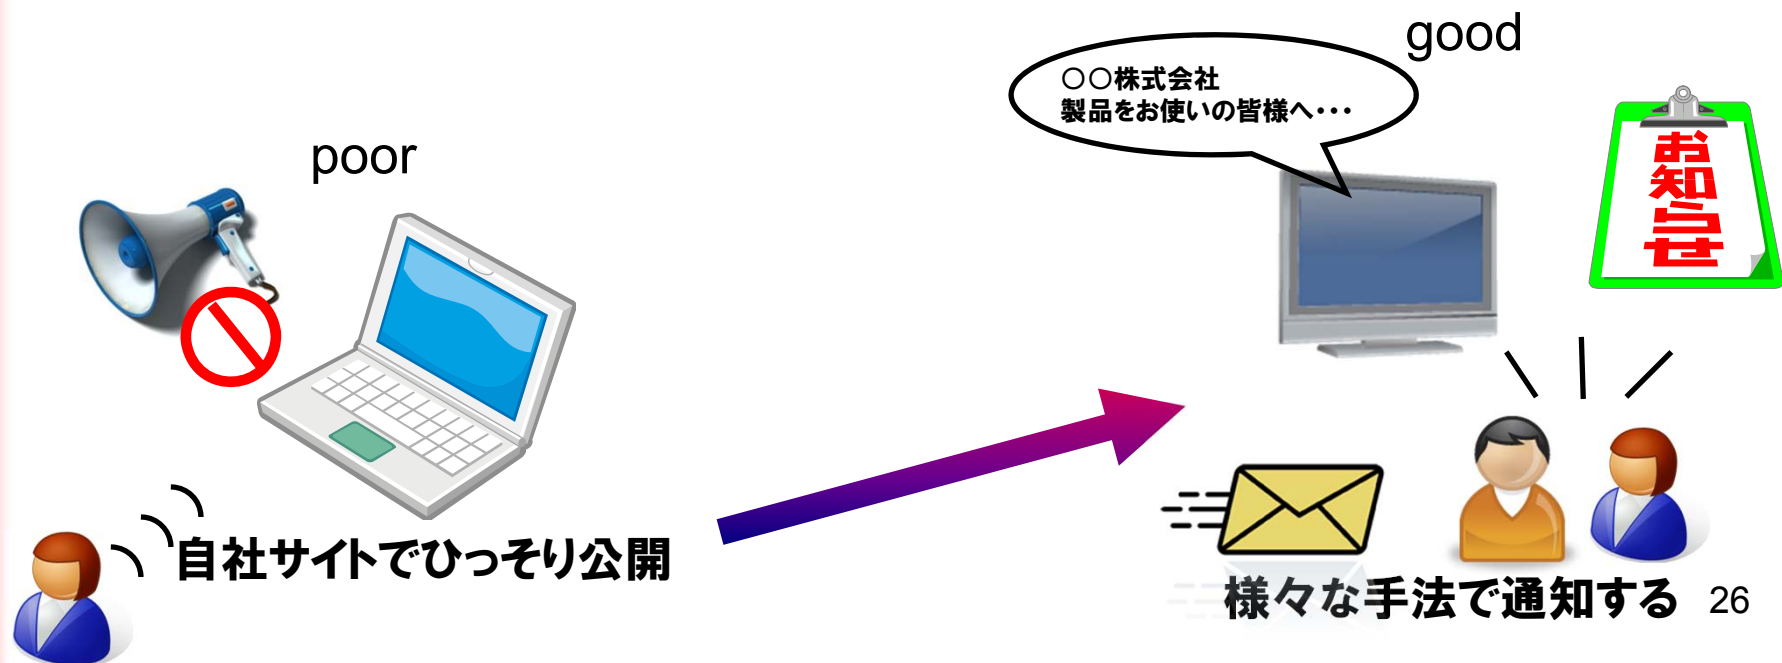 poor
自社サイトでひっそり公開
good
○○株式会社
製品をお使いの皆様へ・・・
お知らせ
様々な手法で通知する
26